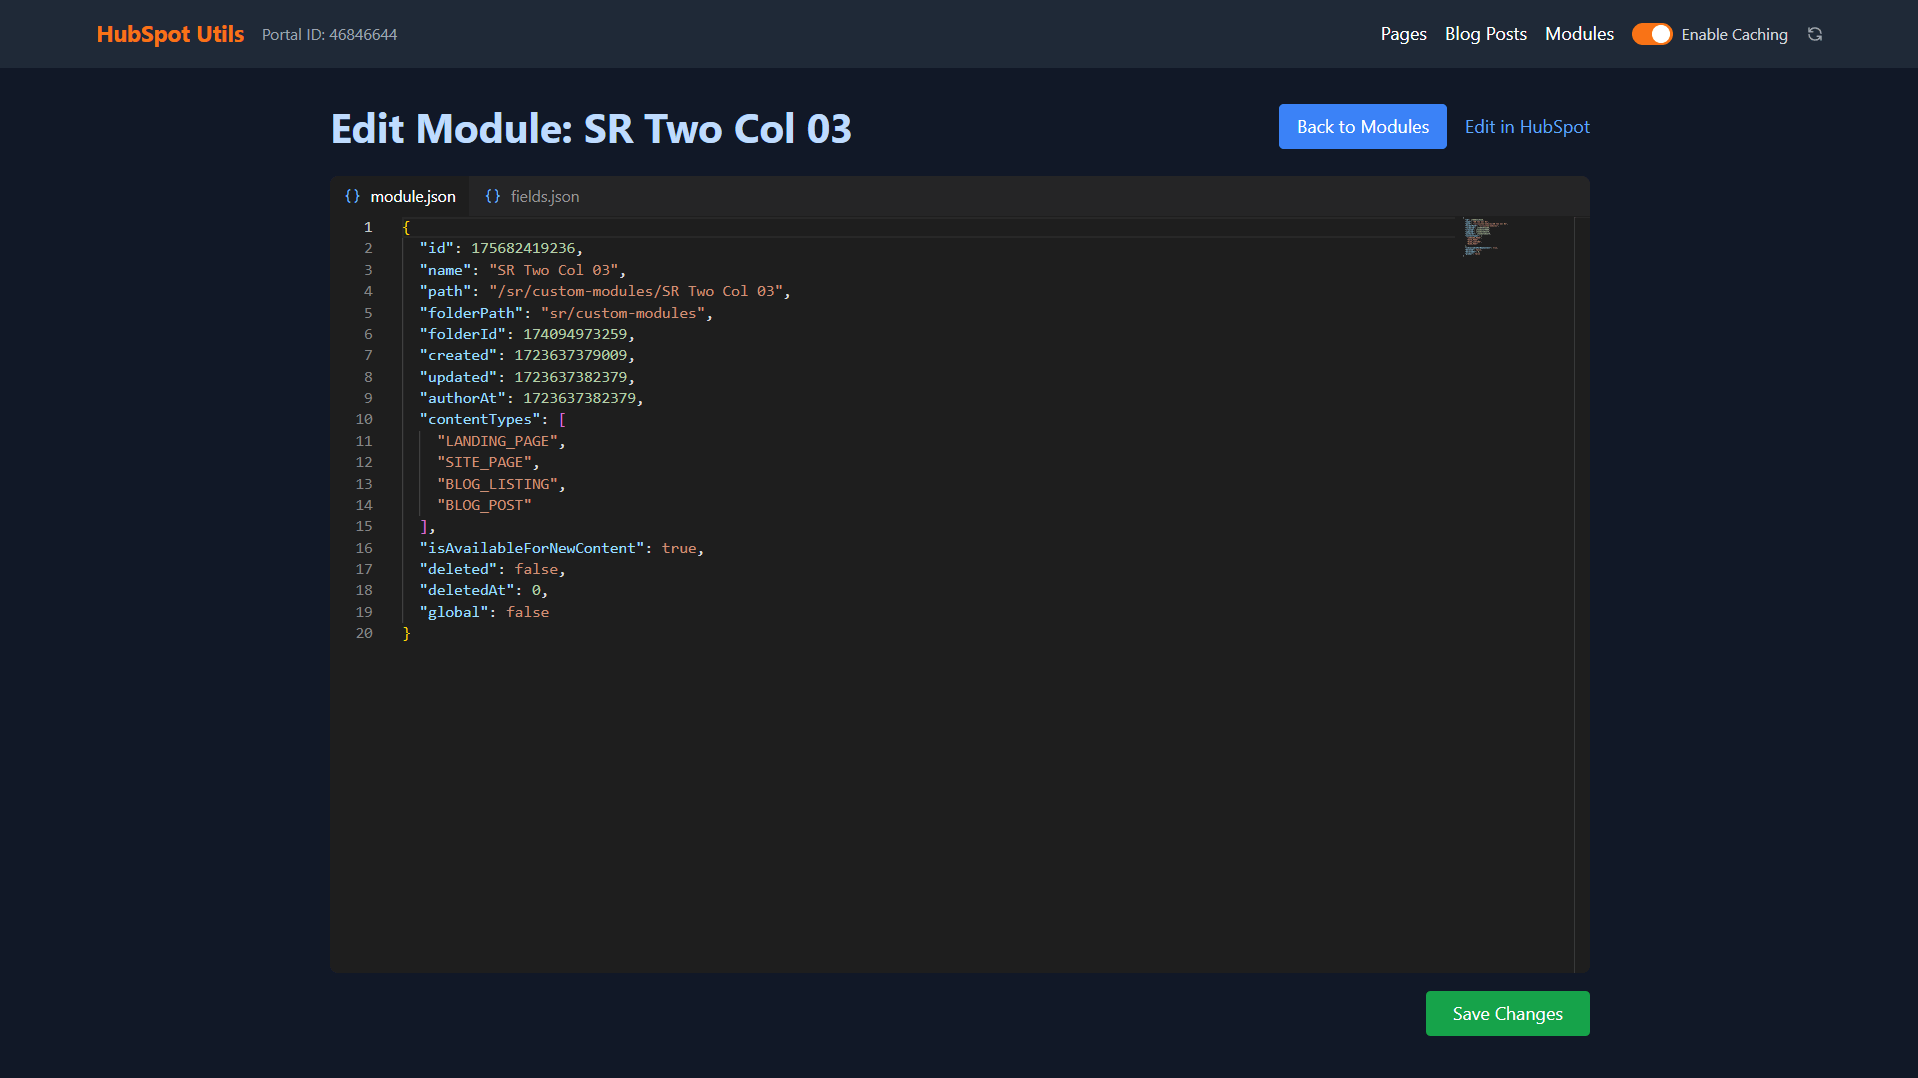 HubSpot Utils Portal ID: 46846644 Pages Blog Posts Modules Enable Caching
Edit Module: SR Two Col 03 Back to Modules Edit in HubSpot
{} module.json {} fields.json
1 {
2 "id": 175682419236,
3 "name": "SR Two Col 03",
4 "path": "/sr/custom-modules/SR Two Col 03",
5 "folderPath": "sr/custom-modules",
6 "folderId": 174094973259,
7 "created": 1723637379009,
8 "updated": 1723637382379,
9 "authorAt": 1723637382379,
10 "contentTypes": [
11 "LANDING_PAGE",
12 "SITE_PAGE",
13 "BLOG_LISTING",
14 "BLOG_POST"
15 ],
16 "isAvailableForNewContent": true,
17 "deleted": false,
18 "deletedAt": 0,
19 "global": false
20 }
Save Changes